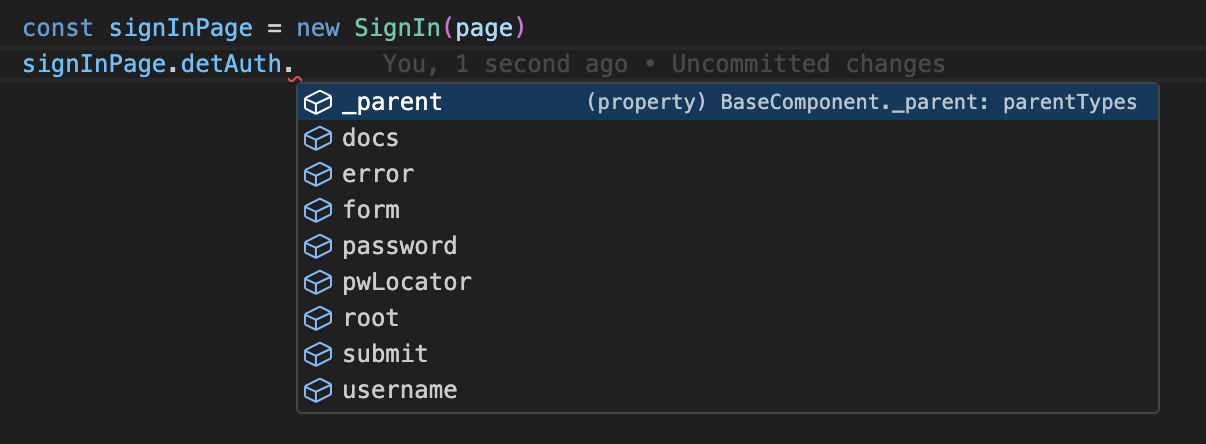 const signInPage = new SignIn(page)
signInPage.detAuth. You, 1 second ago • Uncommitted changes
_parent (property) BaseComponent._parent: parentTypes
docs
error
form
password
pwLocator
root
submit
username